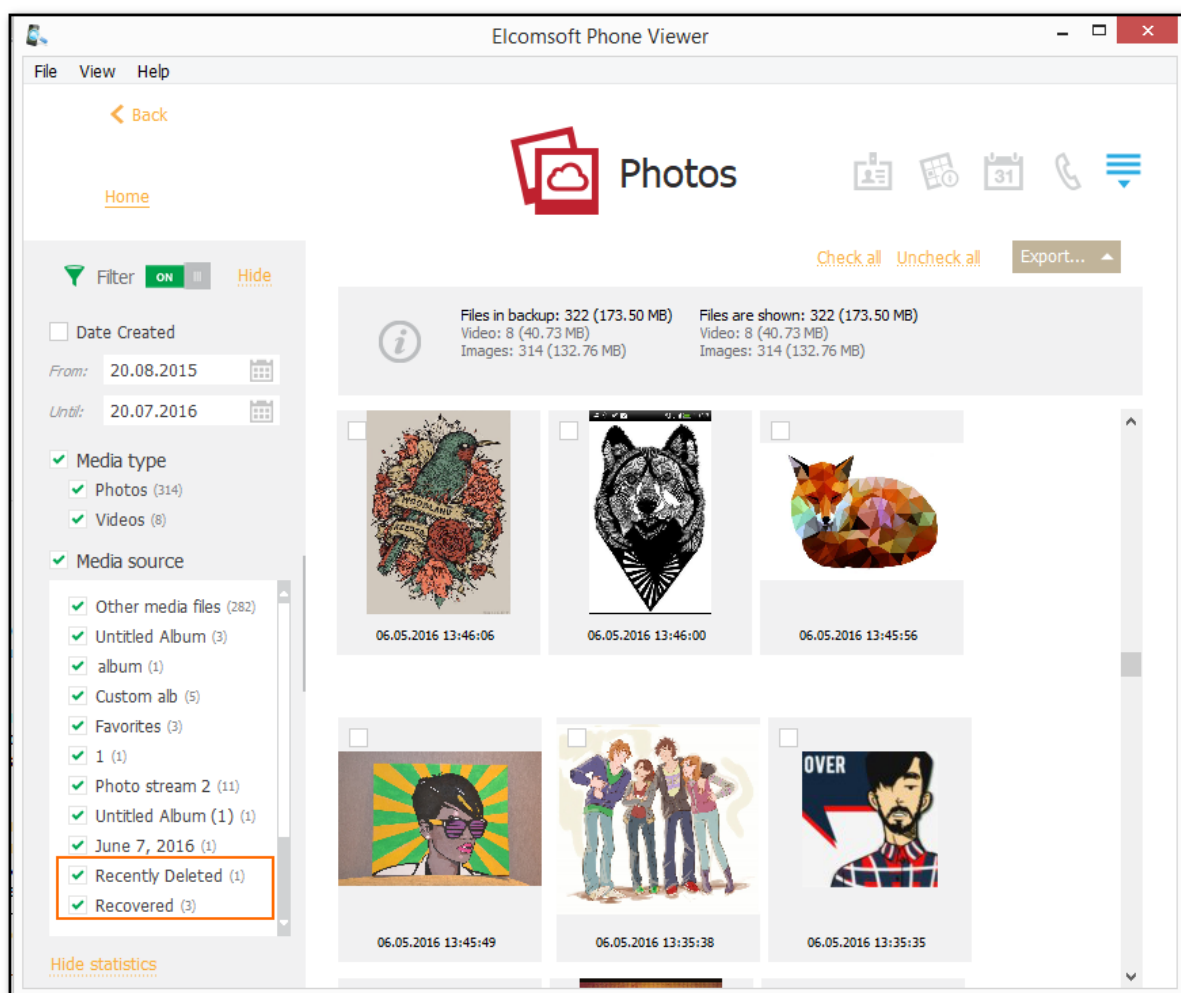 Elcomsoft Phone Viewer
File View Help
Back
Home
Photos
31
Filter ON Hide
Check all Uncheck all Export...
Date Created
From: 20.08.2015
Until: 20.07.2016
Files in backup: 322 (173.50 MB)
Video: 8 (40.73 MB)
Images: 314 (132.76 MB)
Files are shown: 322 (173.50 MB)
Video: 8 (40.73 MB)
Images: 314 (132.76 MB)
Media type
Photos (314)
Videos (8)
Media source
Other media files (282)
Untitled Album (3)
album (1)
Custom alb (5)
Favorites (3)
1 (1)
Photo stream 2 (11)
Untitled Album (1) (1)
June 7, 2016 (1)
Recently Deleted (1)
Recovered (3)
Hide statistics
WOODLAND
06.05.2016 13:46:06
06.05.2016 13:46:00
06.05.2016 13:45:56
OVER
06.05.2016 13:45:49
06.05.2016 13:35:38
06.05.2016 13:35:35